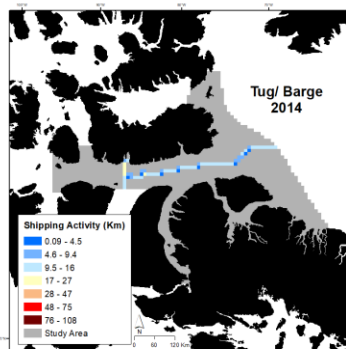 Tug/ Barge
2014
Shipping Activity (Km)
0.09 - 4.5
4.6 - 9.4
9.5 - 16
17 - 27
28 - 47
48 - 75
76 - 108
Study Area
N
0 60 120 Km